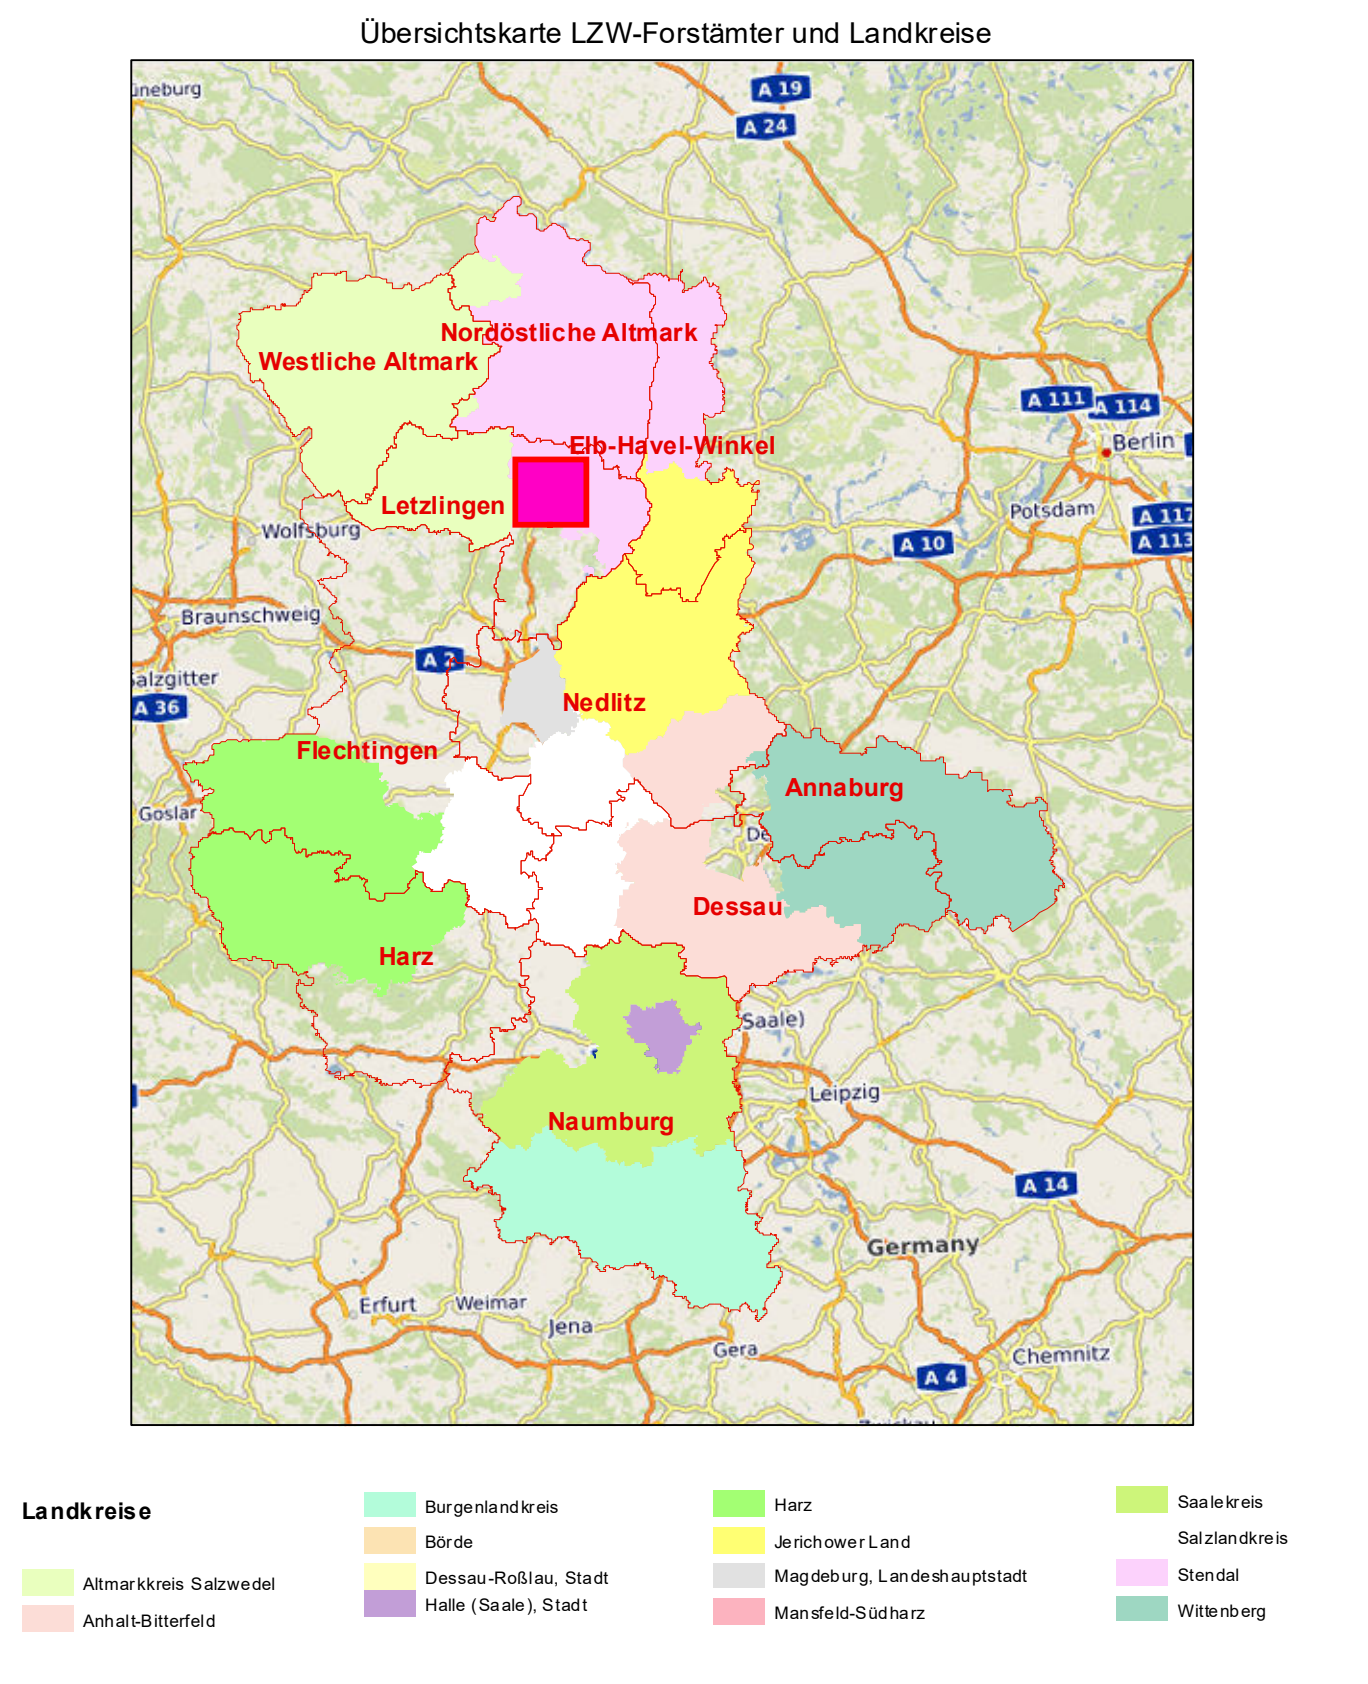 Übersichtskarte LZW-Forstämter und Landkreise
üneburg
A 19
A 24
Nordöstliche Altmark
Westliche Altmark
A 111
A 114
Berlin
Elb-Havel-Winkel
Letzlingen
Potsdam
A 117
Wolfsburg
A 10
A 113
Braunschweig
A 2
Salzgitter
Nedlitz
A 36
Flechtingen
Annaburg
Goslar
De
Dessau
Harz
Saale)
Leipzig
Naumburg
A 14
Germany
Erfurt
Weimar
Jena
Gera
Chemnitz
A 4
Zwickau
Landkreise
Altmarkkreis Salzwedel
Anhalt-Bitterfeld
Burgenlandkreis
Börde
Dessau-Roßlau, Stadt
Halle (Saale), Stadt
Harz
Jerichower Land
Magdeburg, Landeshauptstadt
Mansfeld-Südharz
Saalekreis
Salzlandkreis
Stendal
Wittenberg